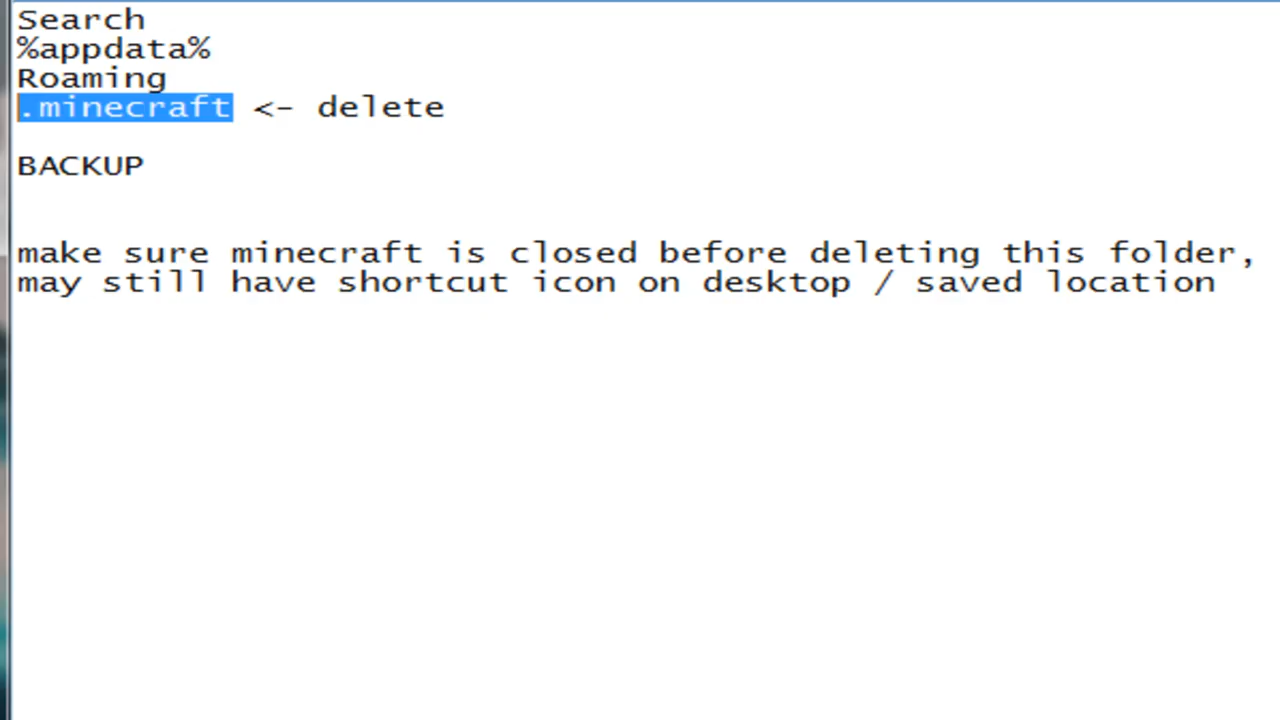 Search
%appdata%
Roaming
.minecraft <- delete
BACKUP
make sure minecraft is closed before deleting this folder,
may still have shortcut icon on desktop / saved location